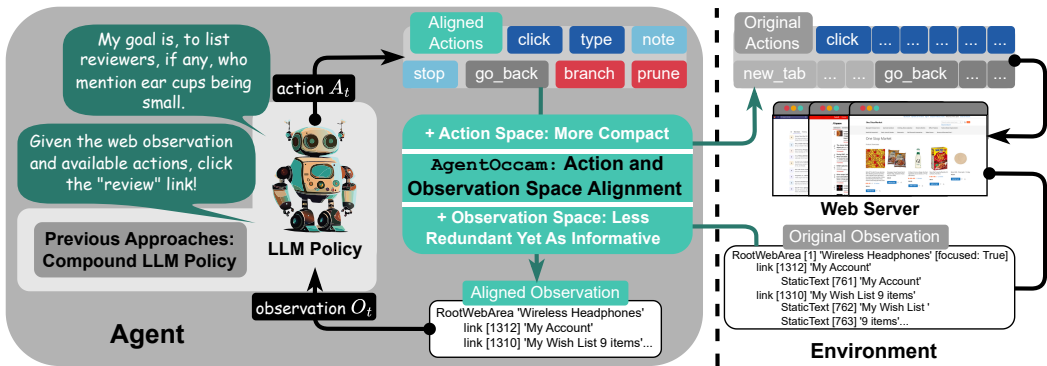 My goal is, to list
reviewers, if any, who
mention ear cups being
small.
Given the web observation
and available actions, click
the "review" link!
Previous Approaches:
Compound LLM Policy
LLM Policy
action A_t
observation O_t
Agent
Aligned
Actions
click
type
note
stop
go_back
branch
prune
+ Action Space: More Compact
AgentOccam: Action and
Observation Space Alignment
+ Observation Space: Less
Redundant Yet As Informative
Aligned Observation
RootWebArea 'Wireless Headphones'
link [1312] 'My Account'
link [1310] 'My Wish List 9 items'...
Original
Actions
click
... ... ... ... ...
new_tab
... ...
go_back
... ...
Web Server
Original Observation
RootWebArea [1] 'Wireless Headphones' [focused: True]
link [1312] 'My Account'
StaticText [761] 'My Account'
link [1310] 'My Wish List 9 items'
StaticText [762] 'My Wish List '
StaticText [763] '9 items'...
Environment